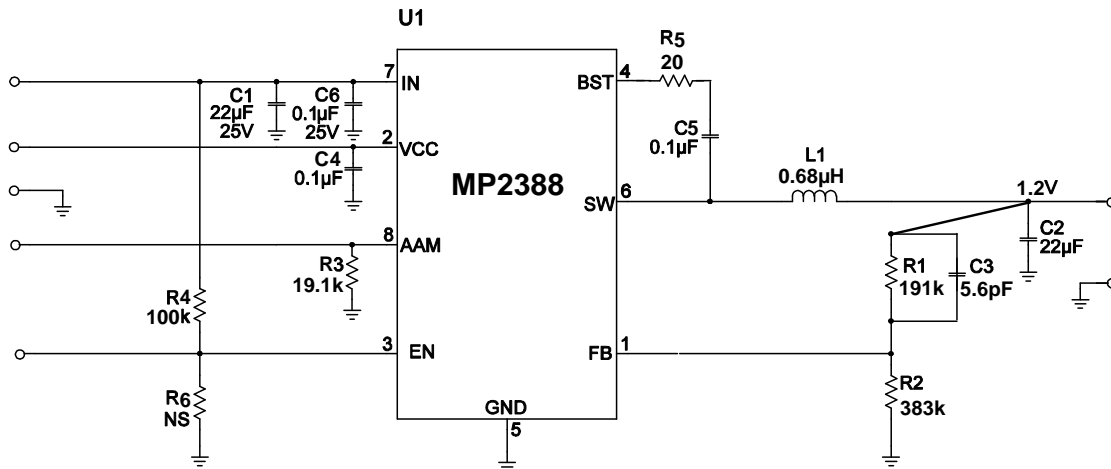 U1
MP2388
7 IN
2 VCC
8 AAM
3 EN
BST 4
SW 6
FB 1
GND
5
C1
22µF
25V
C6
0.1µF
25V
C4
0.1µF
R3
19.1k
R4
100k
R6
NS
R5
20
C5
0.1µF
L1
0.68µH
1.2V
C2
22µF
R1
191k
C3
5.6pF
R2
383k